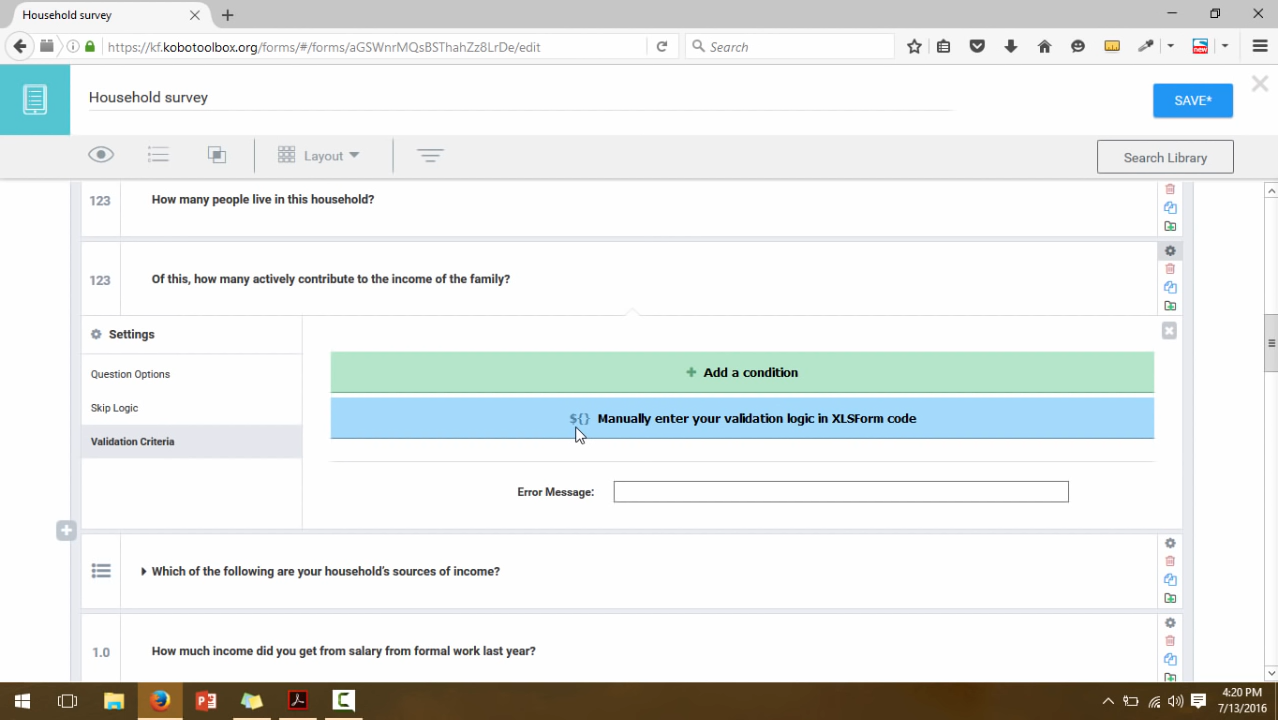 Household survey
https://kf.kobotoolbox.org/forms/#/forms/aGSWnrMQsBSThahZz8LrDe/edit
Search
new
Household survey
SAVE*
Layout
Search Library
123
How many people live in this household?
123
Of this, how many actively contribute to the income of the family?
Settings
Question Options
Skip Logic
Validation Criteria
+ Add a condition
${} Manually enter your validation logic in XLSForm code
Error Message:
Which of the following are your household's sources of income?
1.0
How much income did you get from salary from formal work last year?
4:20 PM
7/13/2016